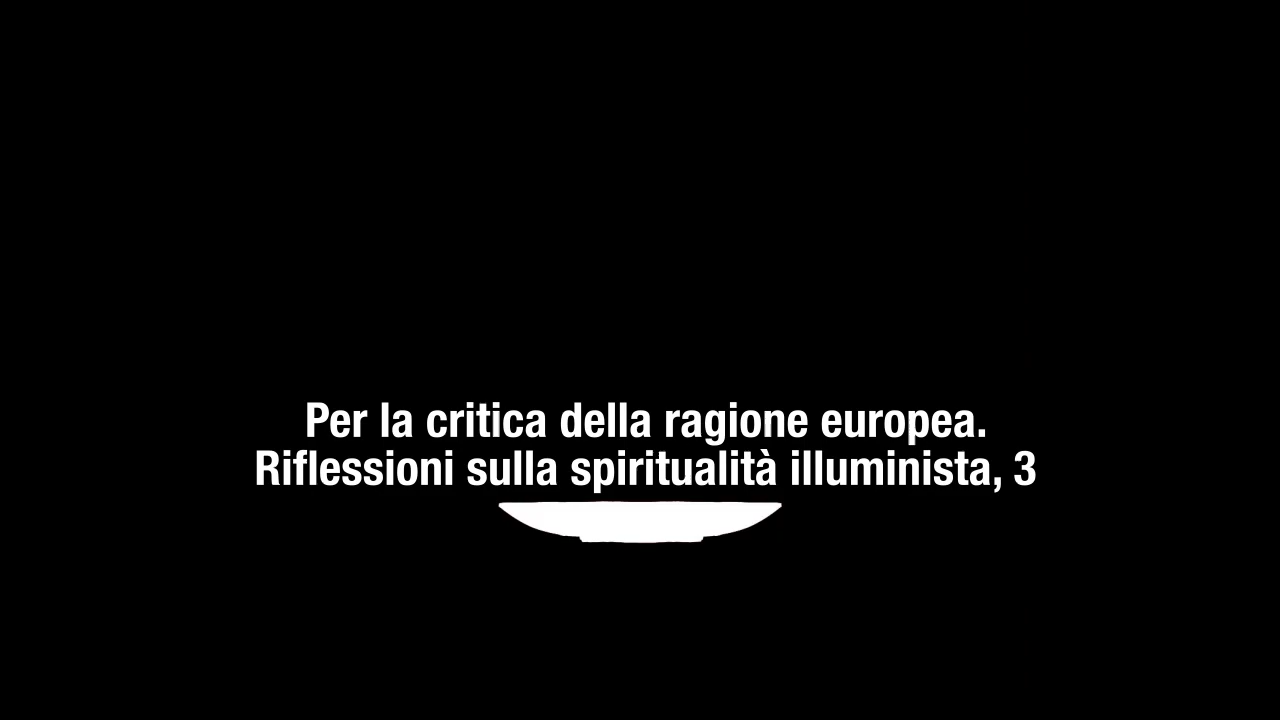 Per la critica della ragione europea.
Riflessioni sulla spiritualità illuminista, 3